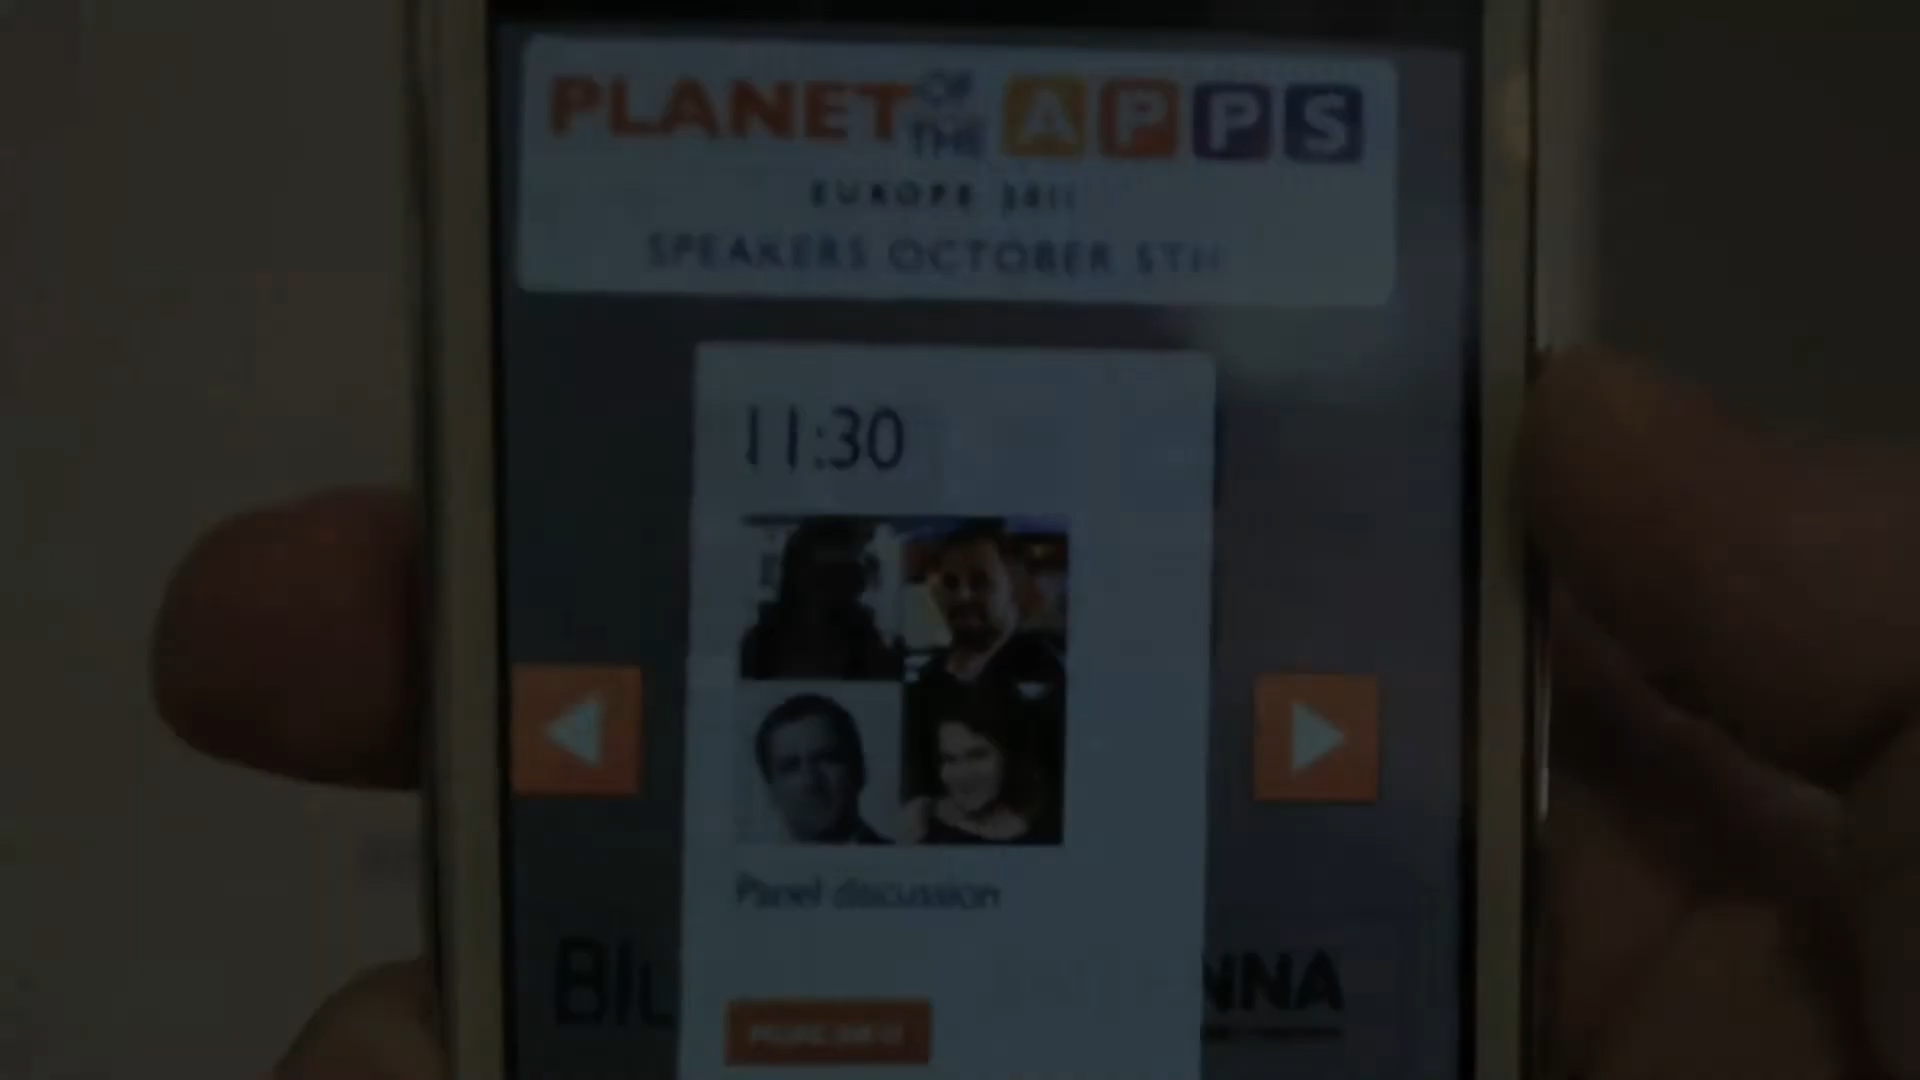 PLANET OF THE APPS
EUROPE 2011
SPEAKERS OCTOBER 5TH
11:30
Panel discussion